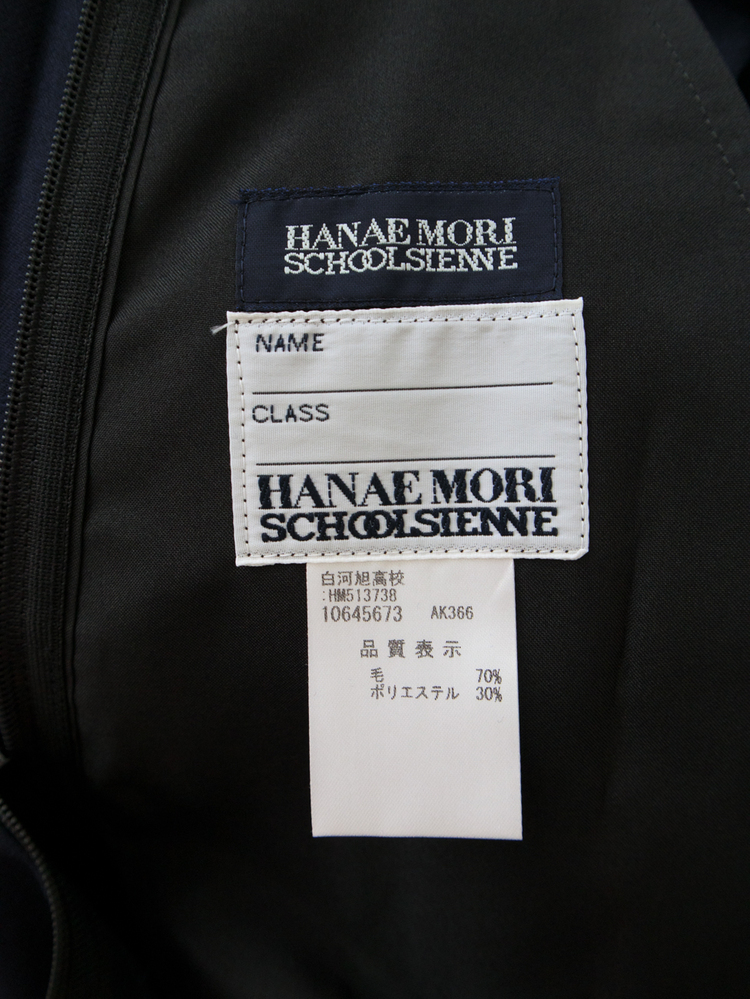 HANAE MORI
SCHOOLSIENNE
NAME
CLASS
HANAE MORI
SCHOOLSIENNE
白河旭高校
:HM513738
10645673 AK366
品質表示
毛 70%
ポリエステル 30%